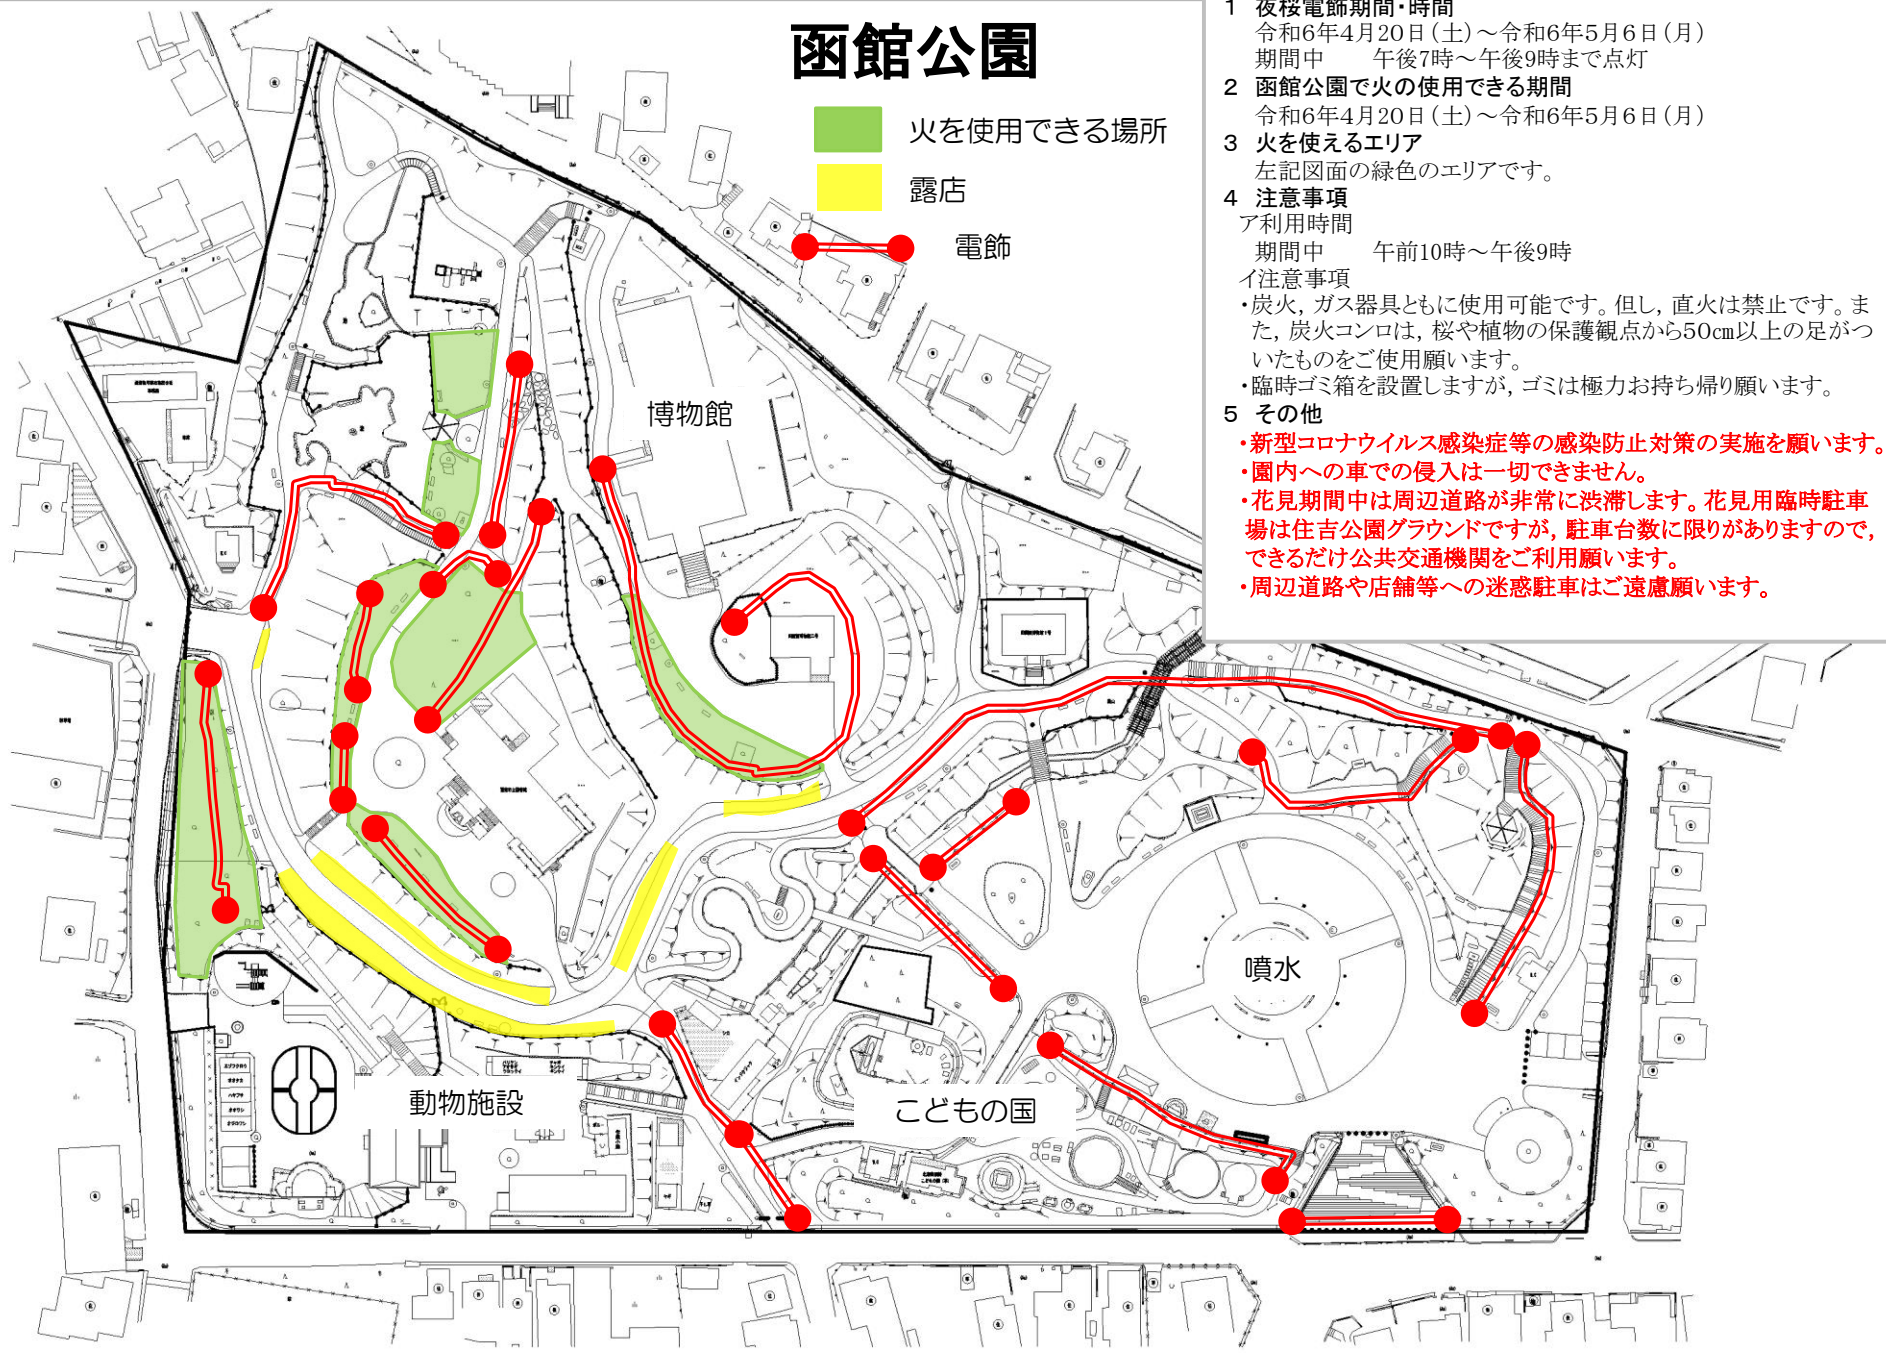 函館公園
火を使用できる場所
露店
電飾
1 夜桜電飾期間・時間
令和6年4月20日(土)～令和6年5月6日(月)
期間中　午後7時～午後9時まで点灯
2 函館公園で火の使用できる期間
令和6年4月20日(土)～令和6年5月6日(月)
3 火を使えるエリア
左記図面の緑色のエリアです。
4 注意事項
ア利用時間
期間中　午前10時～午後9時
イ注意事項
・炭火，ガス器具ともに使用可能です。但し，直火は禁止です。ま
た，炭火コンロは，桜や植物の保護観点から50㎝以上の足がつ
いたものをご使用願います。
・臨時ゴミ箱を設置しますが，ゴミは極力お持ち帰り願います。
5 その他
・新型コロナウイルス感染症等の感染防止対策の実施を願います。
・園内への車での侵入は一切できません。
・花見期間中は周辺道路が非常に渋滞します。花見用臨時駐車
場は住吉公園グラウンドですが，駐車台数に限りがありますので，
できるだけ公共交通機関をご利用願います。
・周辺道路や店舗等への迷惑駐車はご遠慮願います。
博物館
噴水
動物施設
こどもの国